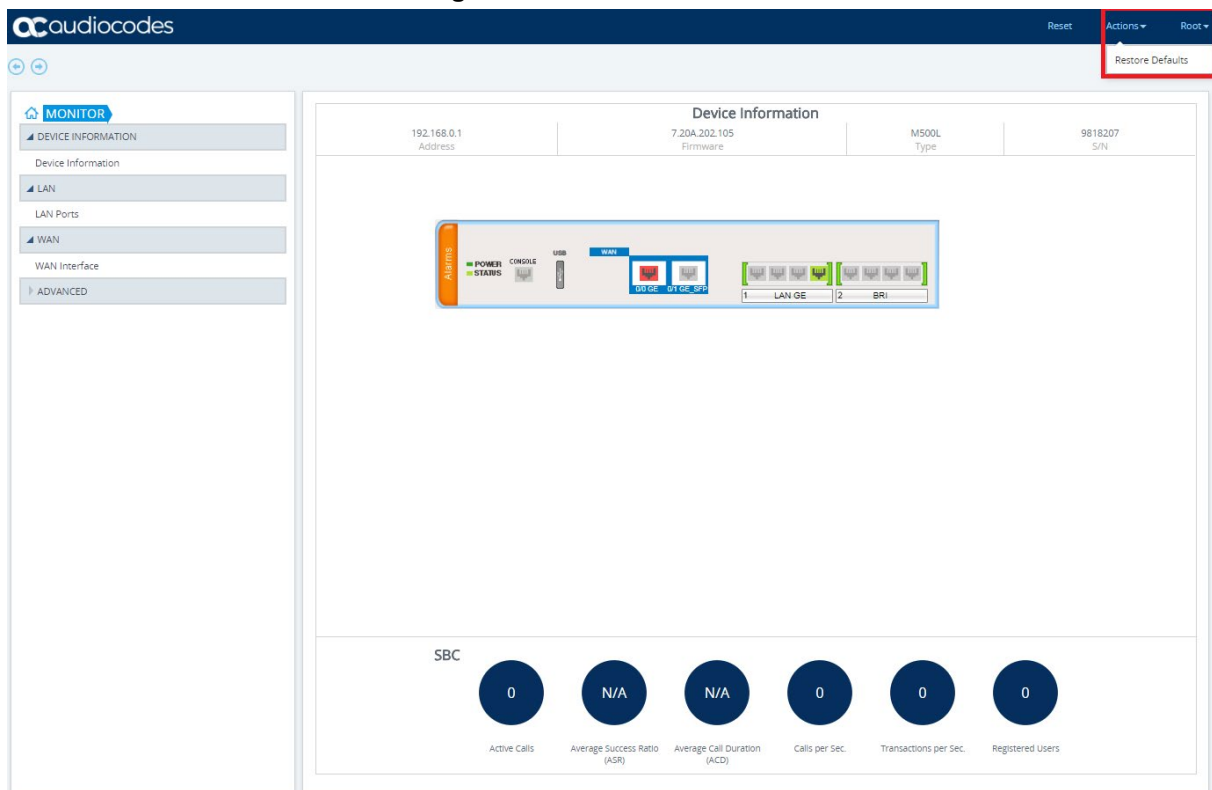 audiocodes
Reset Actions Root
Restore Defaults
MONITOR
DEVICE INFORMATION
Device Information
LAN
LAN Ports
WAN
WAN Interface
ADVANCED
Device Information
192.168.0.1 7.20A.202.105 M500L 9818207
Address Firmware Type S/N
Alarms
POWER
STATUS
CONSOLE
USB
WAN
0/0 GE 0/1 GE_SFP
1 LAN GE 2 BRI
SBC
0 N/A N/A 0 0 0
Active Calls Average Success Ratio Average Call Duration Calls per Sec. Transactions per Sec. Registered Users
(ASR) (ACD)